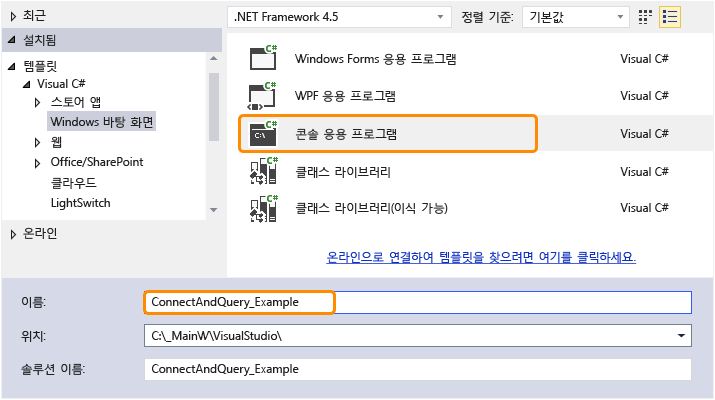 최근
설치됨
템플릿
Visual C#
스토어 앱
Windows 바탕 화면
웹
Office/SharePoint
클라우드
LightSwitch
온라인
.NET Framework 4.5 정렬 기준: 기본값
C# Windows Forms 응용 프로그램 Visual C#
C# WPF 응용 프로그램 Visual C#
C# C:\ 콘솔 응용 프로그램 Visual C#
C# 클래스 라이브러리 Visual C#
C# 클래스 라이브러리(이식 가능) Visual C#
온라인으로 연결하여 템플릿을 찾으려면 여기를 클릭하세요.
이름: ConnectAndQuery_Example
위치: C:\_MainW\VisualStudio\
솔루션 이름: ConnectAndQuery_Example